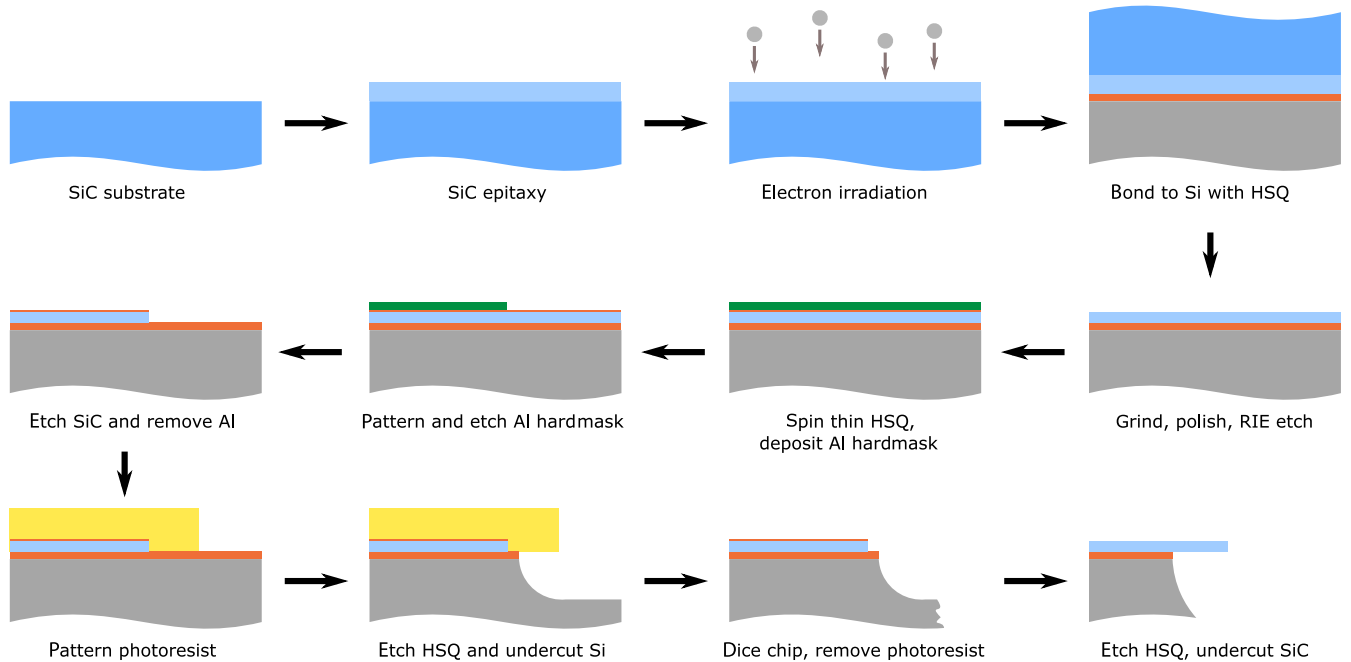 SiC substrate
SiC epitaxy
Electron irradiation
Bond to Si with HSQ
Grind, polish, RIE etch
Spin thin HSQ,
deposit Al hardmask
Pattern and etch Al hardmask
Etch SiC and remove Al
Pattern photoresist
Etch HSQ and undercut Si
Dice chip, remove photoresist
Etch HSQ, undercut SiC